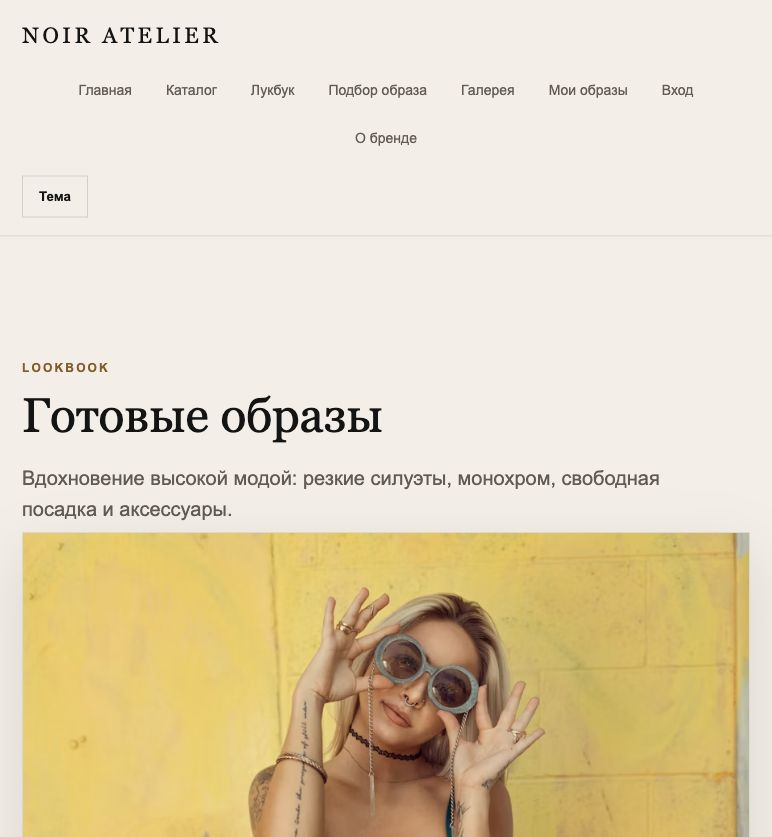 NOIR ATELIER
Главная Каталог Лукбук Подбор образа Галерея Мои образы Вход
О бренде
Тема
LOOKBOOK
Готовые образы
Вдохновение высокой модой: резкие силуэты, монохром, свободная
посадка и аксессуары.